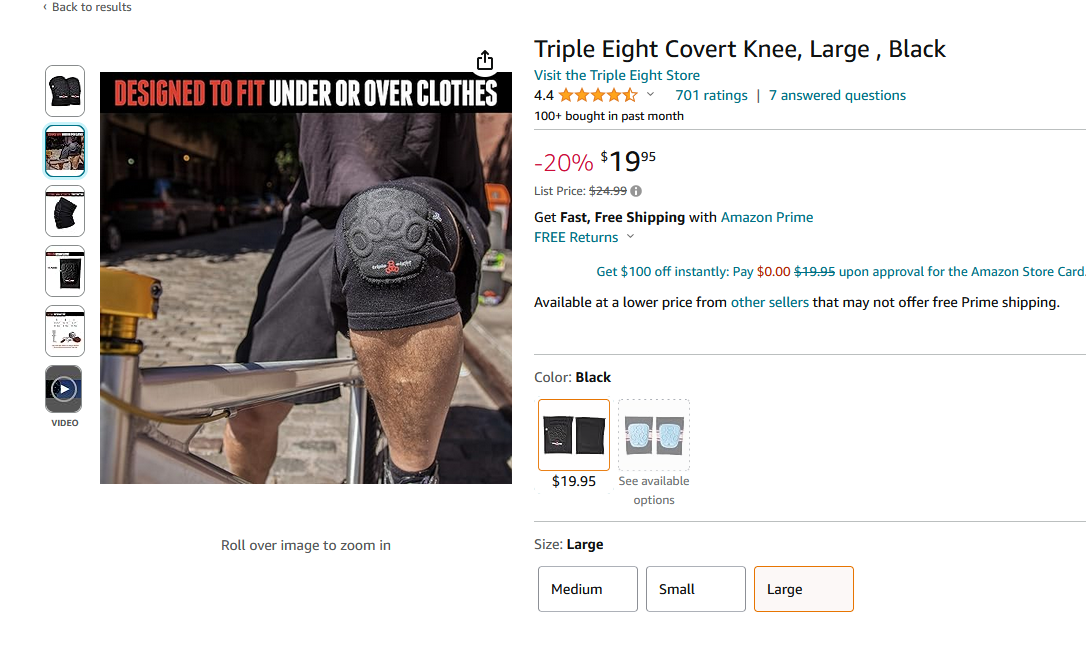 ‹ Back to results
DESIGNED TO FIT UNDER OR OVER CLOTHES
triple eight
VIDEO
Roll over image to zoom in
Triple Eight Covert Knee, Large , Black
Visit the Triple Eight Store
4.4 701 ratings | 7 answered questions
100+ bought in past month
-20% $19 95
List Price: $24.99
Get Fast, Free Shipping with Amazon Prime
FREE Returns
Get $100 off instantly: Pay $0.00 $19.95 upon approval for the Amazon Store Card.
Available at a lower price from other sellers that may not offer free Prime shipping.
Color: Black
$19.95
See available
options
Size: Large
Medium
Small
Large